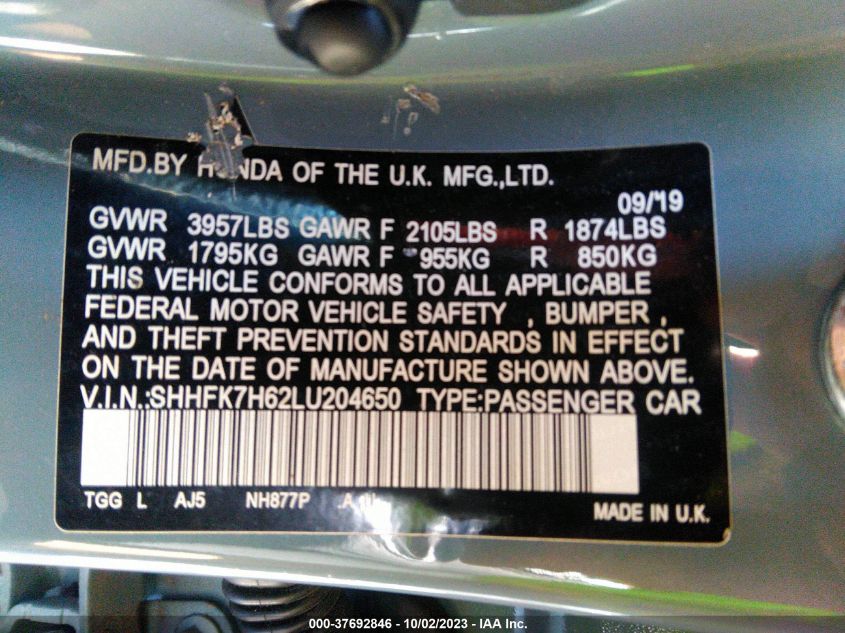 MFD.BY HONDA OF THE U.K. MFG.,LTD.
09/19
GVWR 3957LBS GAWR F 2105LBS R 1874LBS
GVWR 1795KG GAWR F 955KG R 850KG
THIS VEHICLE CONFORMS TO ALL APPLICABLE
FEDERAL MOTOR VEHICLE SAFETY , BUMPER ,
AND THEFT PREVENTION STANDARDS IN EFFECT
ON THE DATE OF MANUFACTURE SHOWN ABOVE.
V.I.N.:SHHFK7H62LU204650 TYPE:PASSENGER CAR
TGG L AJ5 NH877P
MADE IN U.K.
000-37692846 - 10/02/2023 - IAA Inc.